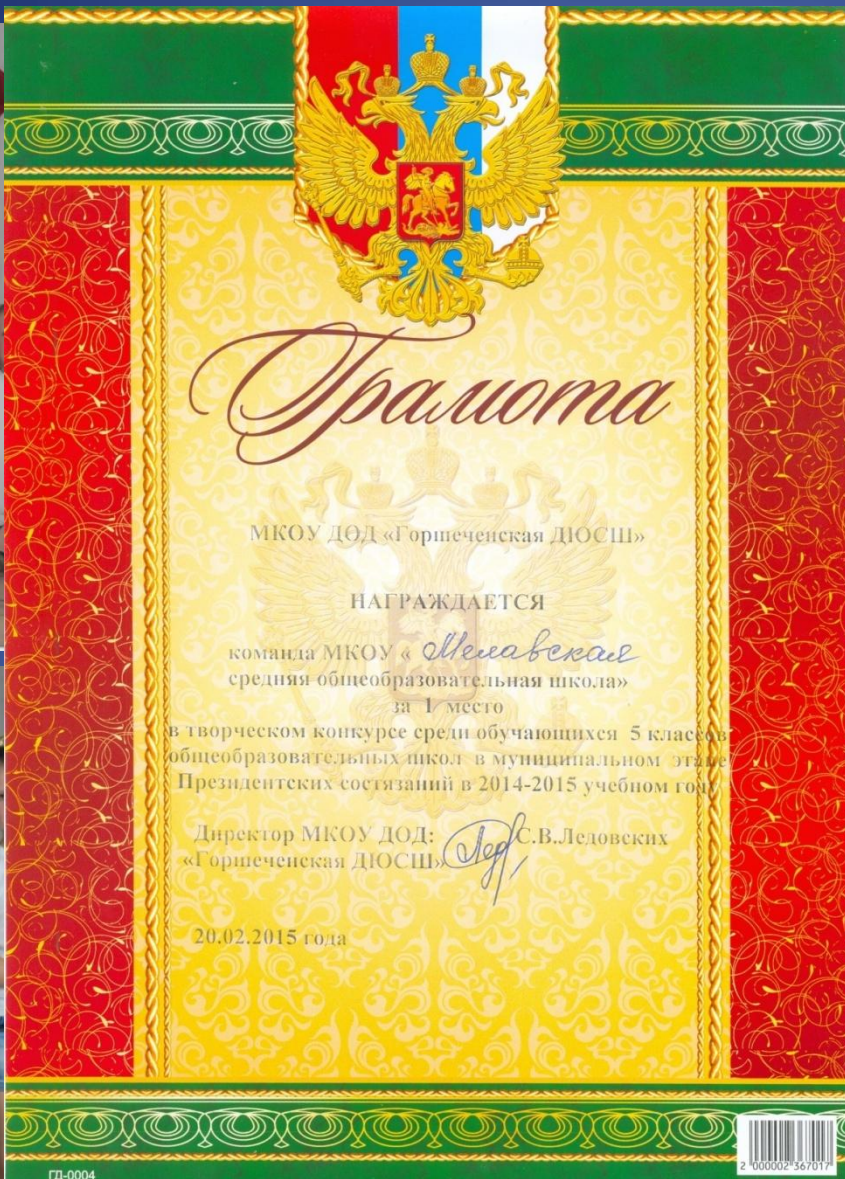 Грамота
МКОУ ДОД «Горшеченская ДЮСШ»
НАГРАЖДАЕТСЯ
команда МКОУ « Мелавская
средняя общеобразовательная школа»
за 1 место
в творческом конкурсе среди обучающихся 5 классов
общеобразовательных школ в муниципальном этапе
Президентских состязаний в 2014-2015 учебном году
Директор МКОУ ДОД: С.В.Ледовских
«Горшеченская ДЮСШ»
20.02.2015 года
ГД-0004
2 000002 367017